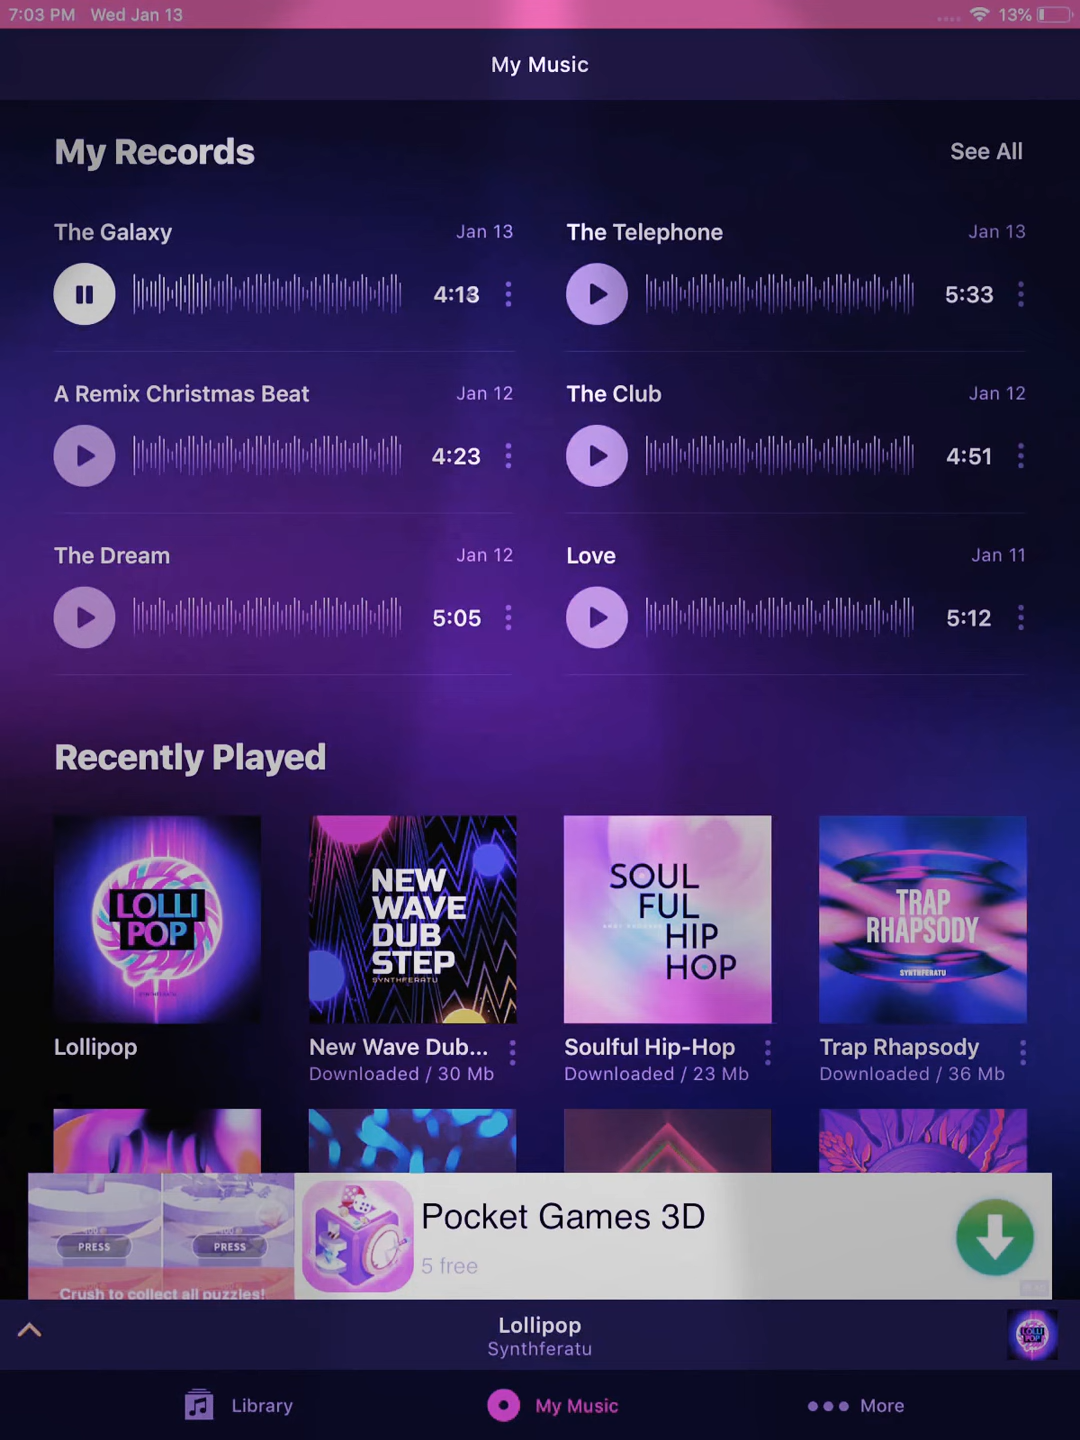 7:03 PM Wed Jan 13
13%
My Music
My Records
See All
The Galaxy
Jan 13
4:13
The Telephone
Jan 13
5:33
A Remix Christmas Beat
Jan 12
4:23
The Club
Jan 12
4:51
The Dream
Jan 12
5:05
Love
Jan 11
5:12
Recently Played
LOLLI
POP
NEW
WAVE
DUB
STEP
SYNTHFERATU
SOUL
FUL
HIP
HOP
TRAP
RHAPSODY
SYNTHFERATU
Lollipop
New Wave Dub...
Downloaded / 30 Mb
Soulful Hip-Hop
Downloaded / 23 Mb
Trap Rhapsody
Downloaded / 36 Mb
PRESS
PRESS
Crush to collect all puzzles!
Pocket Games 3D
5 free
Lollipop
Synthferatu
LOLLI
POP
Library
My Music
More